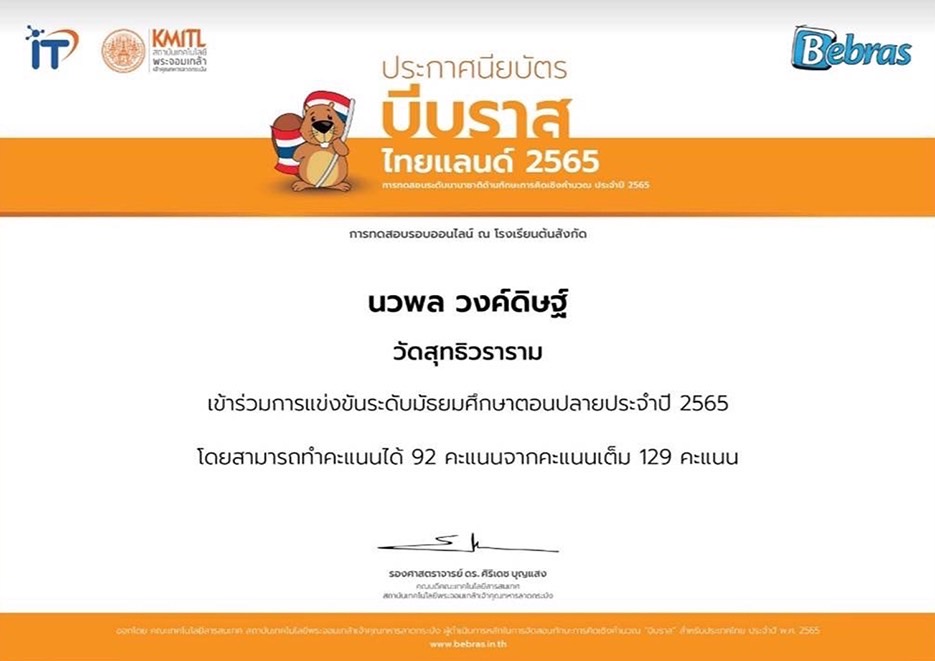 IT
KMITL
สถาบันเทคโนโลยี
พระจอมเกล้า
เจ้าคุณทหารลาดกระบัง
Bebras
ประกาศนียบัตร
บีบราส
ไทยแลนด์ 2565
การทดสอบระดับนานาชาติด้านทักษะการคิดเชิงคำนวณ ประจำปี 2565
การทดสอบรอบออนไลน์ ณ โรงเรียนต้นสังกัด
นวพล วงค์ดิษฐ์
วัดสุทธิวราราม
เข้าร่วมการแข่งขันระดับมัธยมศึกษาตอนปลายประจำปี 2565
โดยสามารถทำคะแนนได้ 92 คะแนนจากคะแนนเต็ม 129 คะแนน
รองศาสตราจารย์ ดร. ศิริเดช บุญแสง
คณบดีคณะเทคโนโลยีสารสนเทศ
สถาบันเทคโนโลยีพระจอมเกล้าเจ้าคุณทหารลาดกระบัง
ออกโดย คณะเทคโนโลยีสารสนเทศ สถาบันเทคโนโลยีพระจอมเกล้าเจ้าคุณทหารลาดกระบัง ผู้ดำเนินการหลักในการจัดสอบทักษะการคิดเชิงคำนวณ "บีบราส" สำหรับประเทศไทย ประจำปี พ.ศ. 2565
www.bebras.in.th